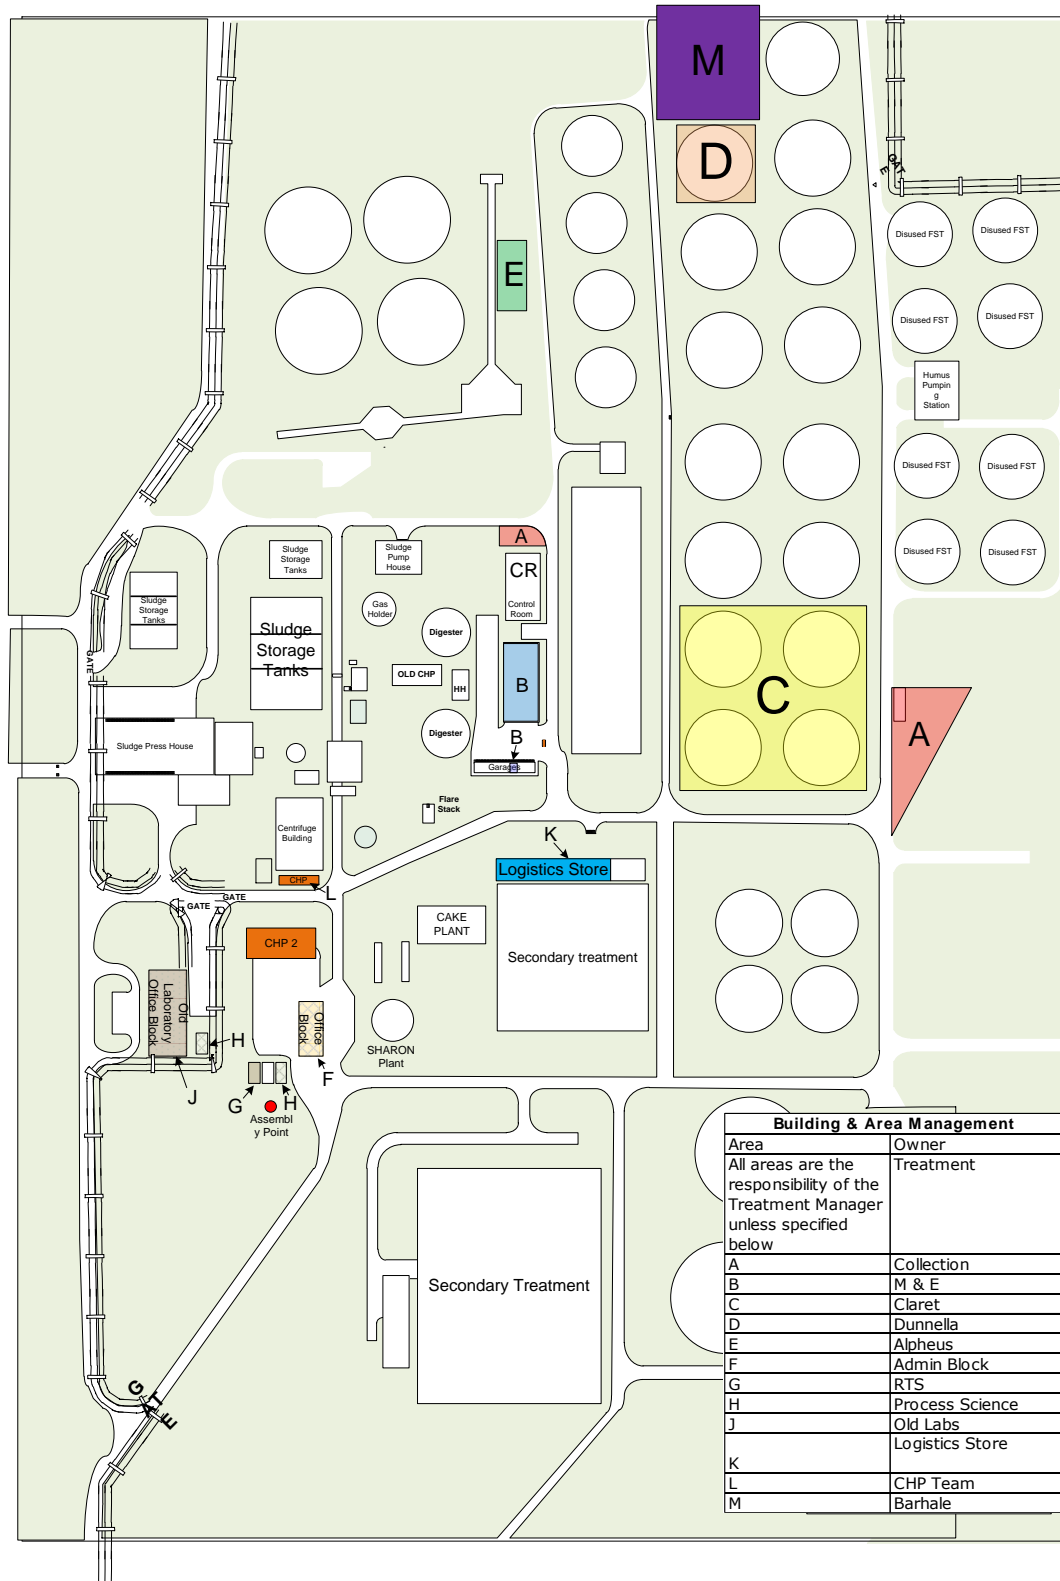 M
D
GAT
E
Disused FST
Disused FST
E
Disused FST
Disused FST
Humus
Pumpin
g
Station
Disused FST
Disused FST
Disused FST
Disused FST
A
Sludge
Storage
Tanks
Sludge
Pump
House
CR
Control
Room
Sludge
Storage
Tanks
Gas
Holder
Digester
Sludge
Storage
Tanks
GATE
OLD CHP
HH
B
C
A
Sludge Press House
Digester
B
Garages
Flare
Stack
Centrifuge
Building
K
Logistics Store
CHP
L
GATE
GATE
CAKE
PLANT
CHP 2
Secondary treatment
Old
Laboratory
Office Block
H
Office
Block
SHARON
Plant
F
J
G
H
Assembl
y Point
Secondary Treatment
GAT
E
Building & Area Management
Area Owner
All areas are the Treatment
responsibility of the
Treatment Manager
unless specified
below
A Collection
B M & E
C Claret
D Dunnella
E Alpheus
F Admin Block
G RTS
H Process Science
J Old Labs
K Logistics Store
L CHP Team
M Barhale